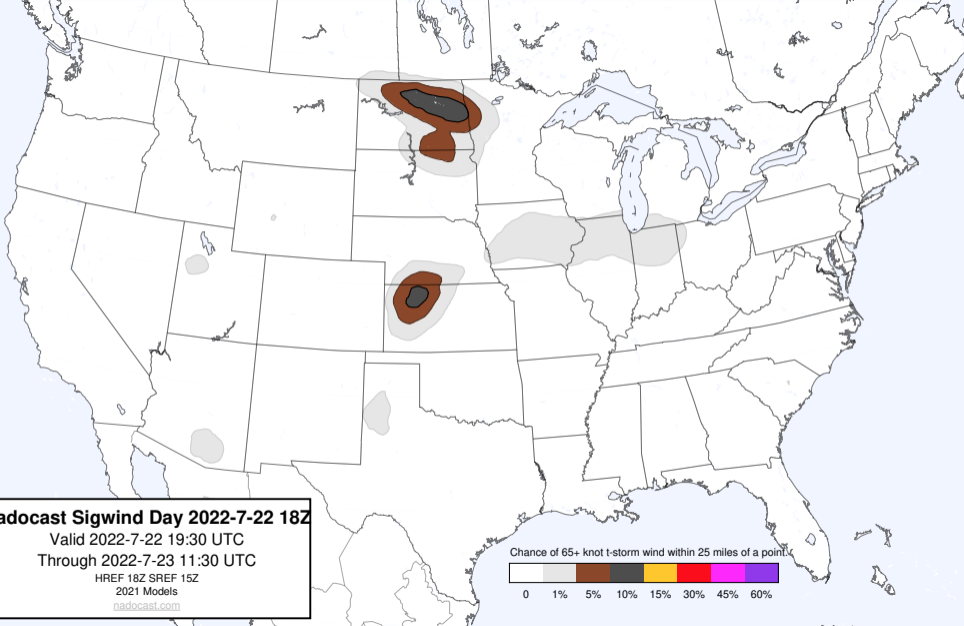 adocast Sigwind Day 2022-7-22 18Z
Valid 2022-7-22 19:30 UTC
Through 2022-7-23 11:30 UTC
HREF 18Z SREF 15Z
2021 Models
nadocast.com
Chance of 65+ knot t-storm wind within 25 miles of a point.
0 1% 5% 10% 15% 30% 45% 60%